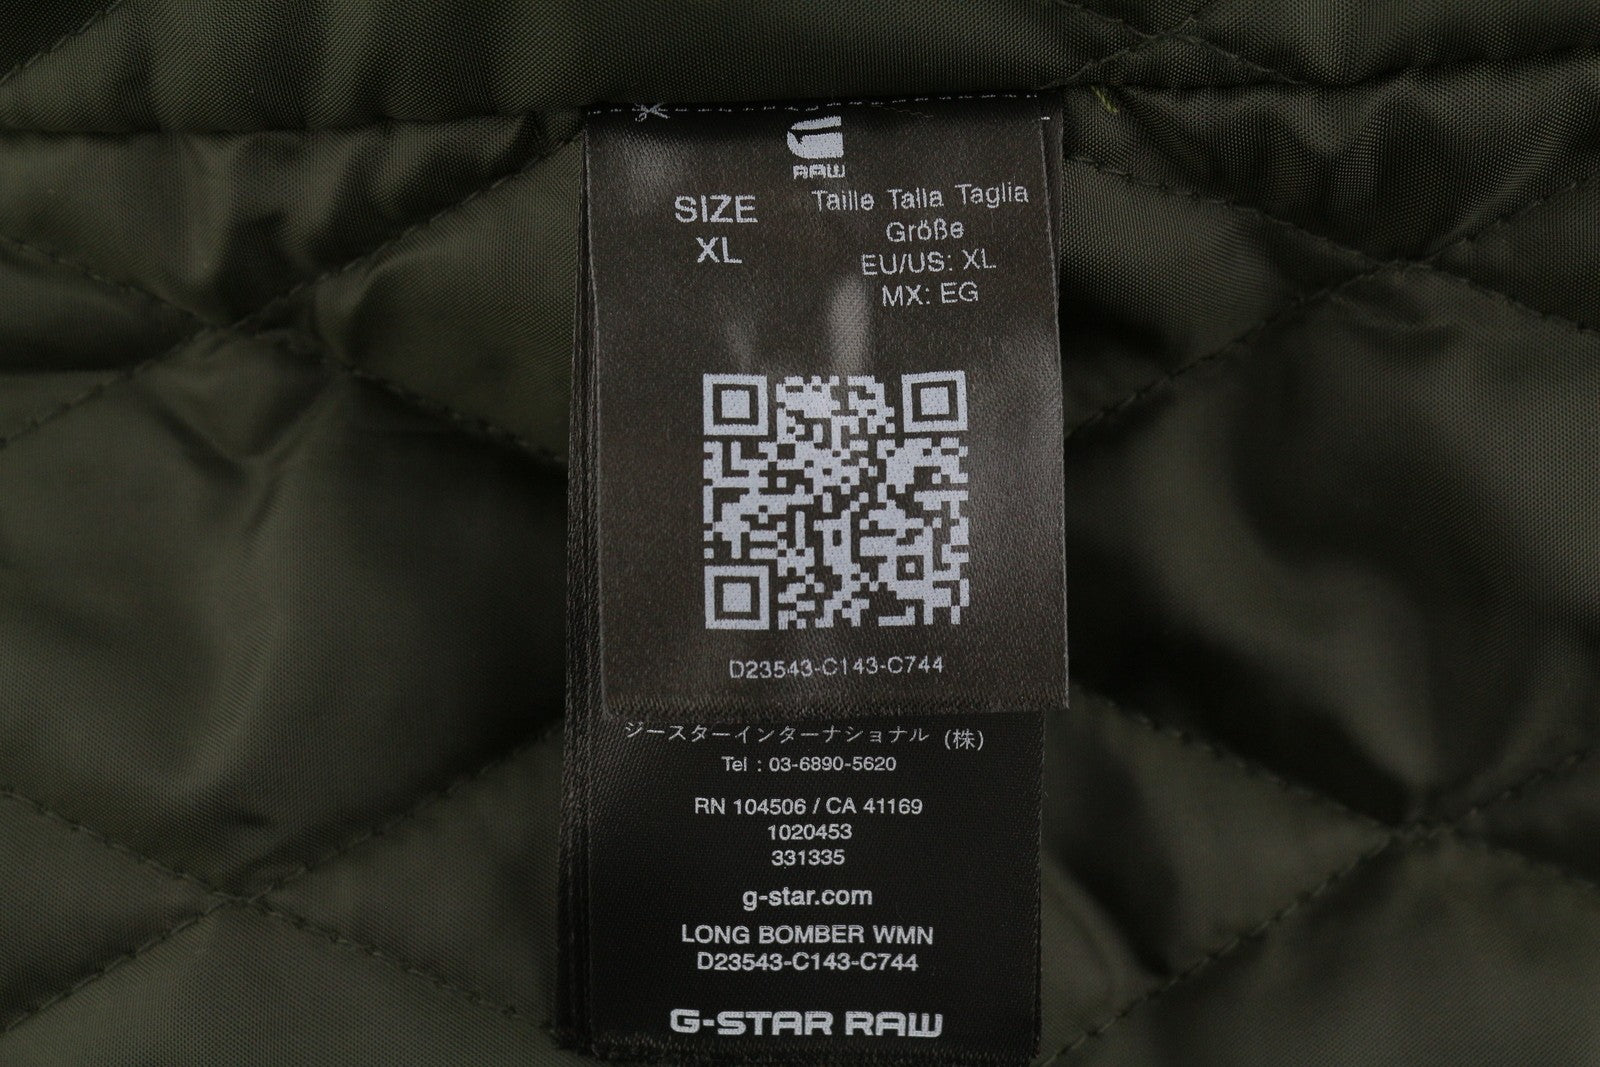 RAW
SIZE
XL
Taille Talla Taglia
Größe
EU/US: XL
MX: EG
D23543-C143-C744
ジースターインターナショナル (株)
Tel : 03-6890-5620
RN 104506 / CA 41169
1020453
331335
g-star.com
LONG BOMBER WMN
D23543-C143-C744
G-STAR RAW